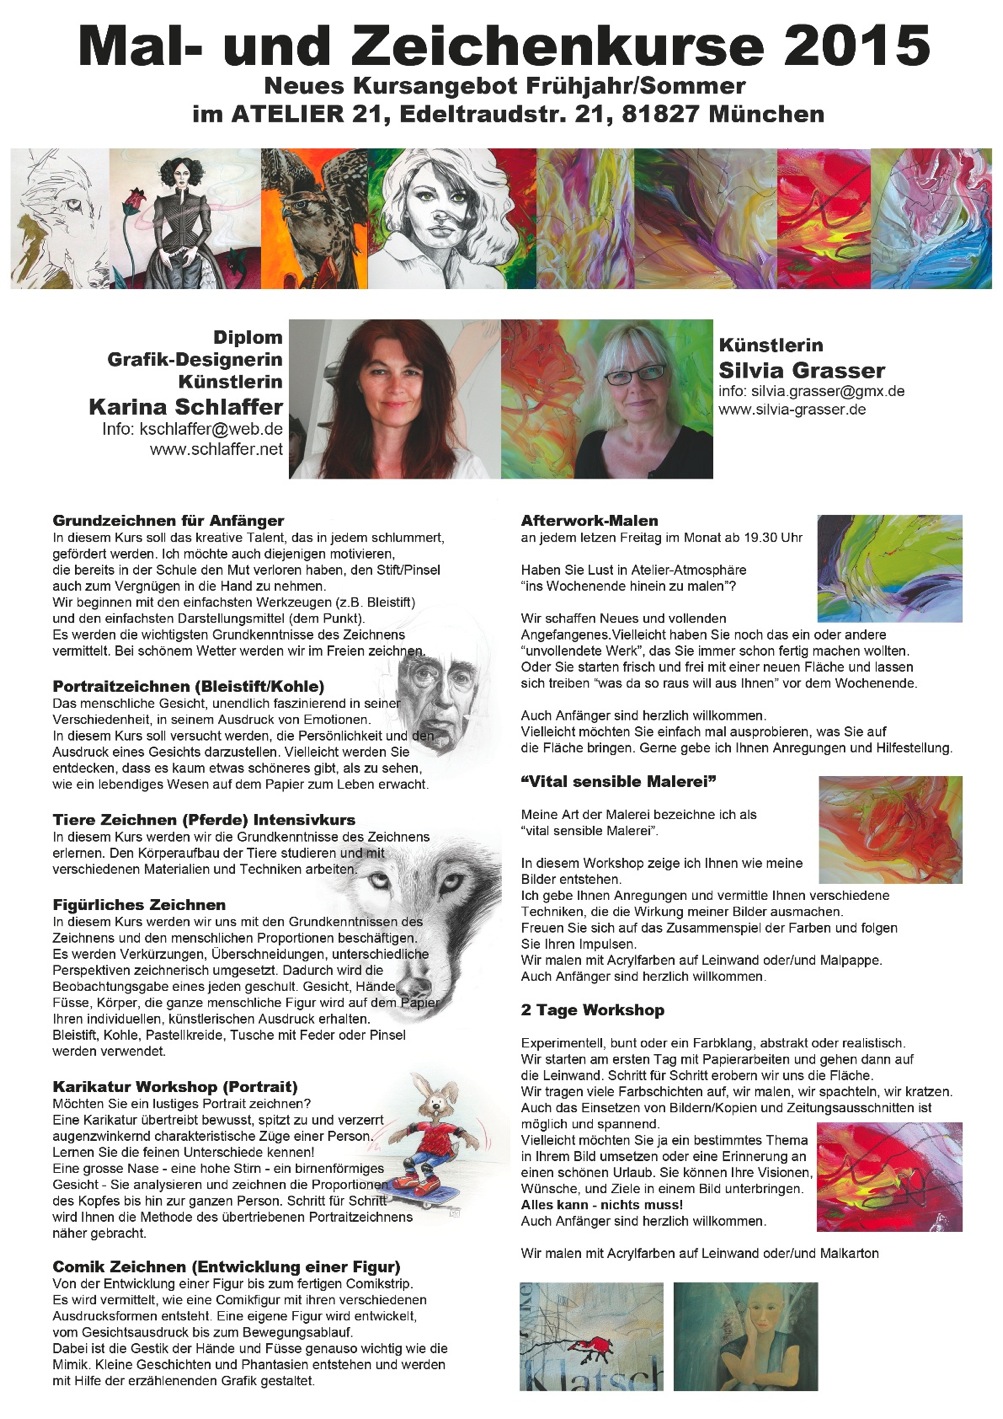 Mal- und Zeichenkurse 2015
Neues Kursangebot Frühjahr/Sommer
im ATELIER 21, Edeltraudstr. 21, 81827 München
Diplom
Grafik-Designerin
Künstlerin
Karina Schlaffer
Info: kschlaffer@web.de
www.schlaffer.net
Künstlerin
Silvia Grasser
info: silvia.grasser@gmx.de
www.silvia-grasser.de
Grundzeichnen für Anfänger
In diesem Kurs soll das kreative Talent, das in jedem schlummert,
gefördert werden. Ich möchte auch diejenigen motivieren,
die bereits in der Schule den Mut verloren haben, den Stift/Pinsel
auch zum Vergnügen in die Hand zu nehmen.
Wir beginnen mit den einfachsten Werkzeugen (z.B. Bleistift)
und den einfachsten Darstellungsmittel (dem Punkt).
Es werden die wichtigsten Grundkenntnisse des Zeichnens
vermittelt. Bei schönem Wetter werden wir im Freien zeichnen.
Portraitzeichnen (Bleistift/Kohle)
Das menschliche Gesicht, unendlich faszinierend in seiner
Verschiedenheit, in seinem Ausdruck von Emotionen.
In diesem Kurs soll versucht werden, die Persönlichkeit und den
Ausdruck eines Gesichts darzustellen. Vielleicht werden Sie
entdecken, dass es kaum etwas schöneres gibt, als zu sehen,
wie ein lebendiges Wesen auf dem Papier zum Leben erwacht.
Tiere Zeichnen (Pferde) Intensivkurs
In diesem Kurs werden wir die Grundkenntnisse des Zeichnens
erlernen. Den Körperaufbau der Tiere studieren und mit
verschiedenen Materialien und Techniken arbeiten.
Figürliches Zeichnen
In diesem Kurs werden wir uns mit den Grundkenntnissen des
Zeichnens und den menschlichen Proportionen beschäftigen.
Es werden Verkürzungen, Überschneidungen, unterschiedliche
Perspektiven zeichnerisch umgesetzt. Dadurch wird die
Beobachtungsgabe eines jeden geschult. Gesicht, Hände,
Füsse, Körper, die ganze menschliche Figur wird auf dem Papier
Ihren individuellen, künstlerischen Ausdruck erhalten.
Bleistift, Kohle, Pastellkreide, Tusche mit Feder oder Pinsel
werden verwendet.
Karikatur Workshop (Portrait)
Möchten Sie ein lustiges Portrait zeichnen?
Eine Karikatur übertreibt bewusst, spitzt zu und verzerrt
augenzwinkernd charakteristische Züge einer Person.
Lernen Sie die feinen Unterschiede kennen!
Eine grosse Nase - eine hohe Stirn - ein birnenförmiges
Gesicht - Sie analysieren und zeichnen die Proportionen
des Kopfes bis hin zur ganzen Person. Schritt für Schritt
wird Ihnen die Methode des übertriebenen Portraitzeichnens
näher gebracht.
Comik Zeichnen (Entwicklung einer Figur)
Von der Entwicklung einer Figur bis zum fertigen Comikstrip.
Es wird vermittelt, wie eine Comikfigur mit ihren verschiedenen
Ausdrucksformen entsteht. Eine eigene Figur wird entwickelt,
vom Gesichtsausdruck bis zum Bewegungsablauf.
Dabei ist die Gestik der Hände und Füsse genauso wichtig wie die
Mimik. Kleine Geschichten und Phantasien entstehen und werden
mit Hilfe der erzählenenden Grafik gestaltet.
Afterwork-Malen
an jedem letzen Freitag im Monat ab 19.30 Uhr
Haben Sie Lust in Atelier-Atmosphäre
“ins Wochenende hinein zu malen”?
Wir schaffen Neues und vollenden
Angefangenes.Vielleicht haben Sie noch das ein oder andere
“unvollendete Werk”, das Sie immer schon fertig machen wollten.
Oder Sie starten frisch und frei mit einer neuen Fläche und lassen
sich treiben “was da so raus will aus Ihnen” vor dem Wochenende.
Auch Anfänger sind herzlich willkommen.
Vielleicht möchten Sie einfach mal ausprobieren, was Sie auf
die Fläche bringen. Gerne gebe ich Ihnen Anregungen und Hilfestellung.
“Vital sensible Malerei”
Meine Art der Malerei bezeichne ich als
“vital sensible Malerei”.
In diesem Workshop zeige ich Ihnen wie meine
Bilder entstehen.
Ich gebe Ihnen Anregungen und vermittle Ihnen verschiedene
Techniken, die die Wirkung meiner Bilder ausmachen.
Freuen Sie sich auf das Zusammenspiel der Farben und folgen
Sie Ihren Impulsen.
Wir malen mit Acrylfarben auf Leinwand oder/und Malpappe.
Auch Anfänger sind herzlich willkommen.
2 Tage Workshop
Experimentell, bunt oder ein Farbklang, abstrakt oder realistisch.
Wir starten am ersten Tag mit Papierarbeiten und gehen dann auf
die Leinwand. Schritt für Schritt erobern wir uns die Fläche.
Wir tragen viele Farbschichten auf, wir malen, wir spachteln, wir kratzen.
Auch das Einsetzen von Bildern/Kopien und Zeitungsausschnitten ist
möglich und spannend.
Vielleicht möchten Sie ja ein bestimmtes Thema
in Ihrem Bild umsetzen oder eine Erinnerung an
einen schönen Urlaub. Sie können Ihre Visionen,
Wünsche, und Ziele in einem Bild unterbringen.
Alles kann - nichts muss!
Auch Anfänger sind herzlich willkommen.
Wir malen mit Acrylfarben auf Leinwand oder/und Malkarton
Klatsch